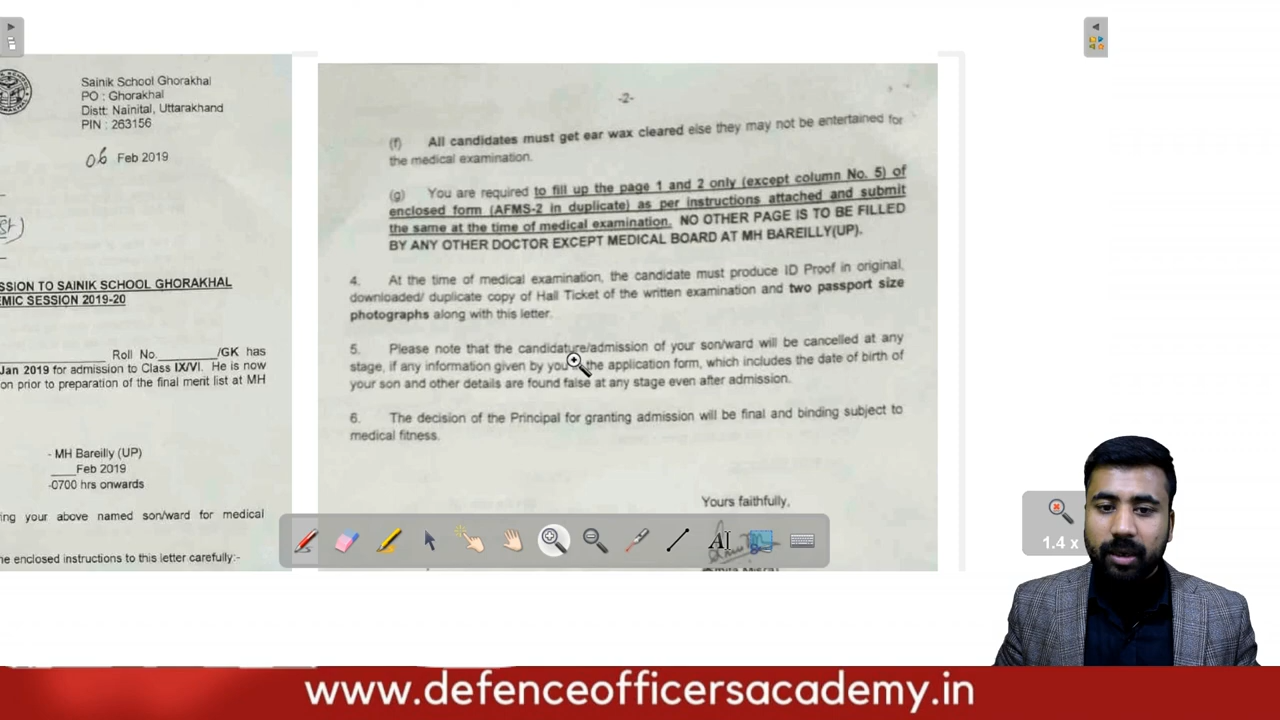 Sainik School Ghorakhal
PO : Ghorakhal
Distt: Nainital, Uttarakhand
PIN : 263156
06 Feb 2019
SSION TO SAINIK SCHOOL GHORAKHAL
EMIC SESSION 2019-20
Roll No.________/GK has
Jan 2019 for admission to Class IX/VI. He is now
on prior to preparation of the final merit list at MH
- MH Bareilly (UP)
___Feb 2019
-0700 hrs onwards
ing your above named son/ward for medical
he enclosed instructions to this letter carefully:-
-2-
(f) All candidates must get ear wax cleared else they may not be entertained for
the medical examination.
(g) You are required to fill up the page 1 and 2 only (except column No. 5) of
enclosed form (AFMS-2 in duplicate) as per instructions attached and submit
the same at the time of medical examination. NO OTHER PAGE IS TO BE FILLED
BY ANY OTHER DOCTOR EXCEPT MEDICAL BOARD AT MH BAREILLY(UP).
4. At the time of medical examination, the candidate must produce ID Proof in original,
downloaded/ duplicate copy of Hall Ticket of the written examination and two passport size
photographs along with this letter.
5. Please note that the candidature/admission of your son/ward will be cancelled at any
stage, if any information given by you the application form, which includes the date of birth of
your son and other details are found false at any stage even after admission.
6. The decision of the Principal for granting admission will be final and binding subject to
medical fitness.
Yours faithfully,
1.4 x
www.defenceofficersacademy.in